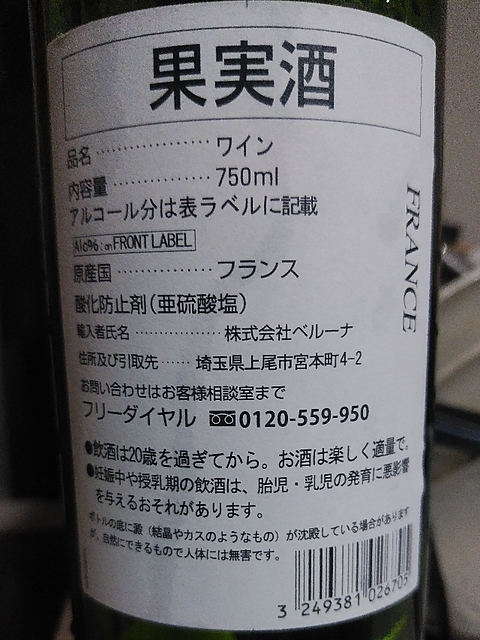 果実酒
品名 ・・・・・・・・・・・・・・・・・・・ ワイン
内容量 ・・・・・・・・・・・・・・ 750ml
アルコール分は表ラベルに記載
Alc% : on FRONT LABEL
原産国 ・・・・・・・・・・・・・・ フランス
酸化防止剤(亜硫酸塩)
輸入者氏名 ・・・・・・・・・・・・・・・・ 株式会社ベルーナ
住所及び引取先 ・・・・・・ 埼玉県上尾市宮本町4-2
お問い合わせはお客様相談室まで
フリーダイヤル 0120-559-950
●飲酒は20歳を過ぎてから。お酒は楽しく適量で。
●妊娠中や授乳期の飲酒は、胎児・乳児の発育に悪影響
を与えるおそれがあります。
ボトルの底に澱(結晶やカスのようなもの)が沈殿している場合があります
が、自然にできるもので人体には無害です。
3 249381 026705
FRANCE